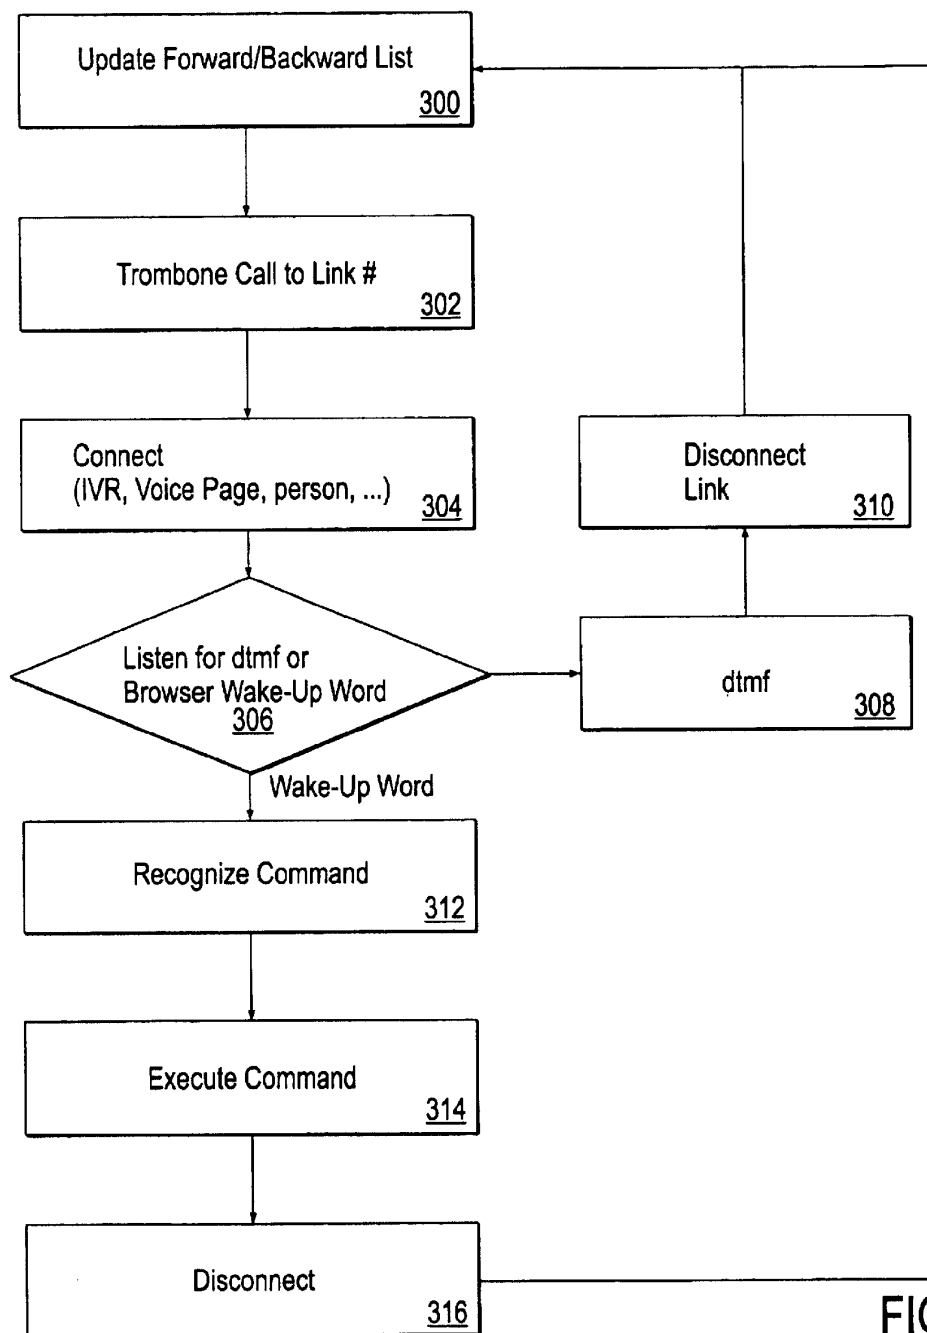 Update Forward/Backward List
300
Trombone Call to Link #
302
Connect
(IVR, Voice Page, person, ...)
304
Disconnect
Link
310
Listen for dtmf or
Browser Wake-Up Word
306
dtmf
308
Wake-Up Word
Recognize Command
312
Execute Command
314
Disconnect
316
FIG